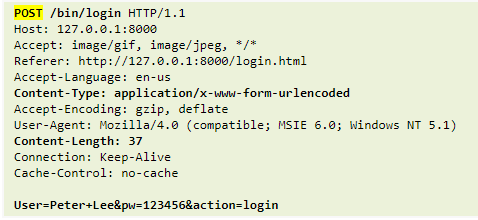 POST /bin/login HTTP/1.1
Host: 127.0.0.1:8000
Accept: image/gif, image/jpeg, */*
Referer: http://127.0.0.1:8000/login.html
Accept-Language: en-us
Content-Type: application/x-www-form-urlencoded
Accept-Encoding: gzip, deflate
User-Agent: Mozilla/4.0 (compatible; MSIE 6.0; Windows NT 5.1)
Content-Length: 37
Connection: Keep-Alive
Cache-Control: no-cache

User=Peter+Lee&pw=123456&action=login